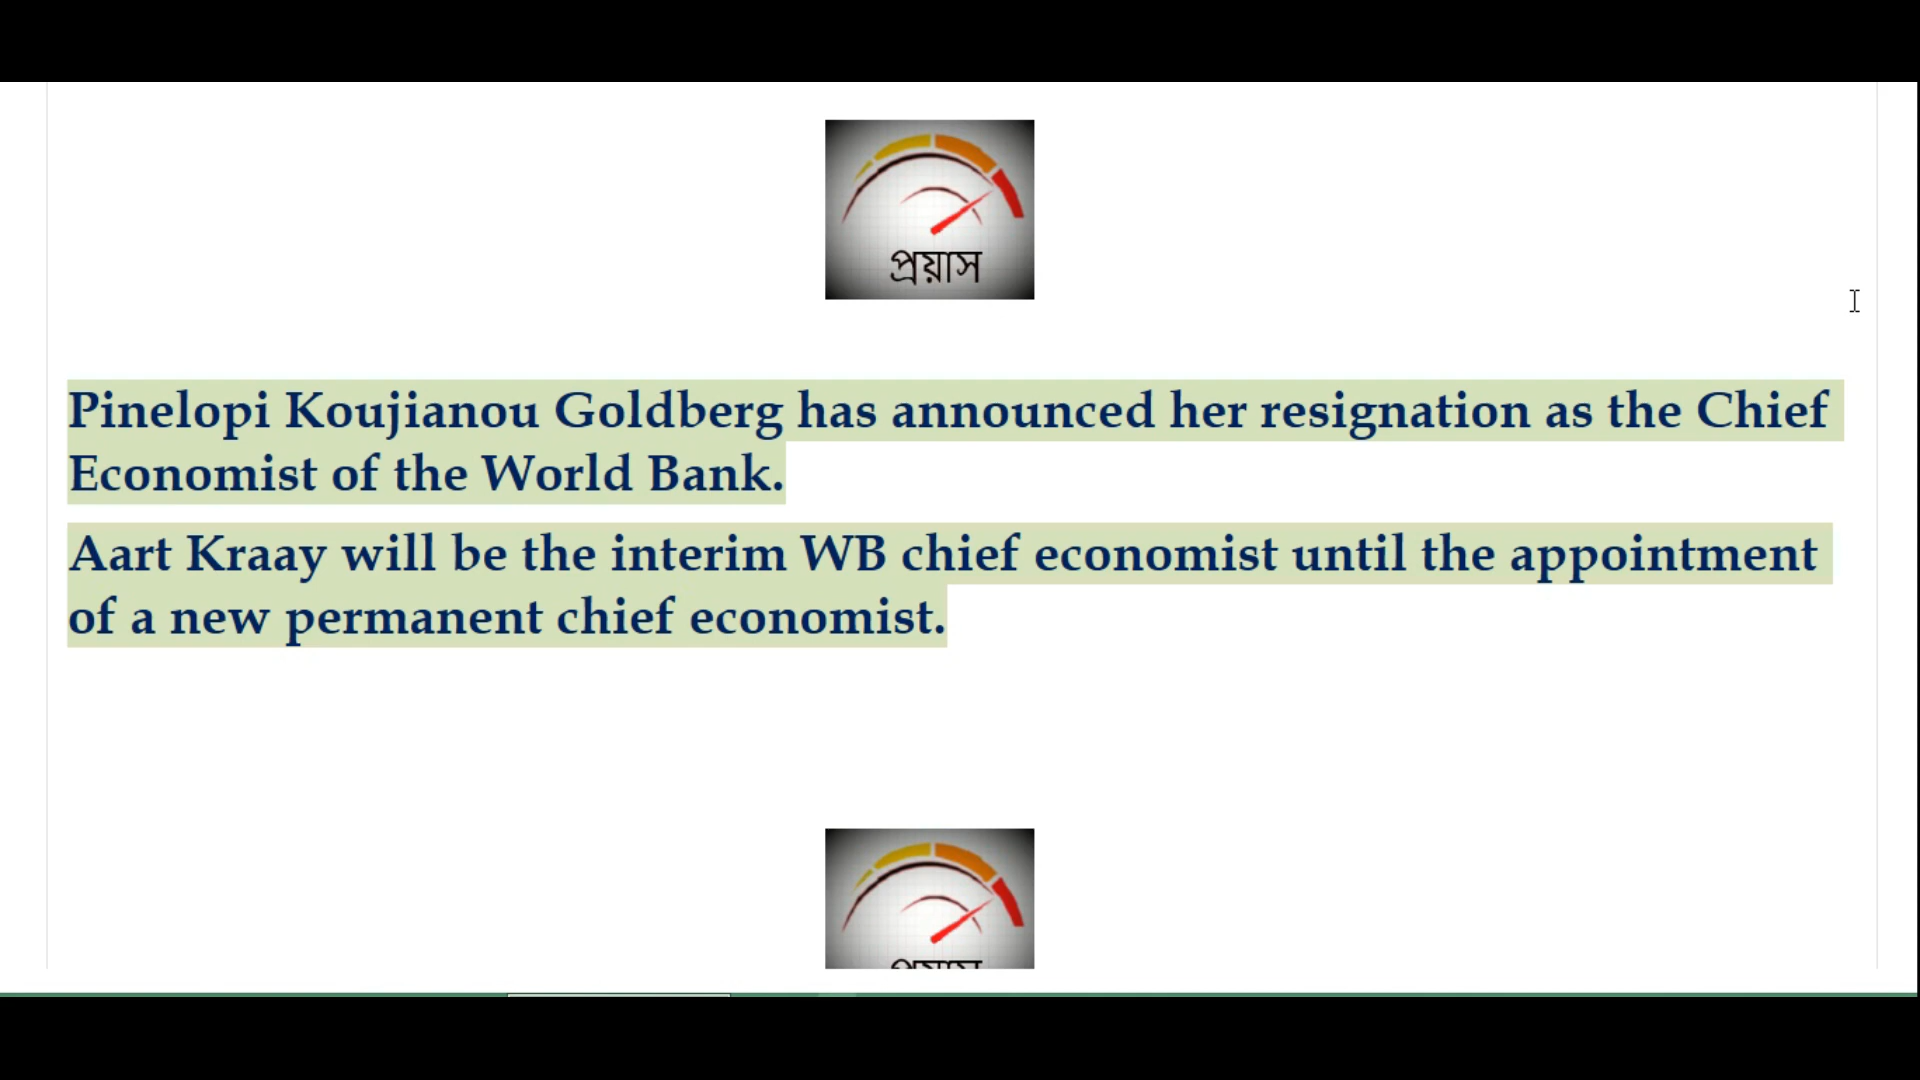 প্রয়াস
Pinelopi Koujianou Goldberg has announced her resignation as the Chief
Economist of the World Bank.
Aart Kraay will be the interim WB chief economist until the appointment
of a new permanent chief economist.